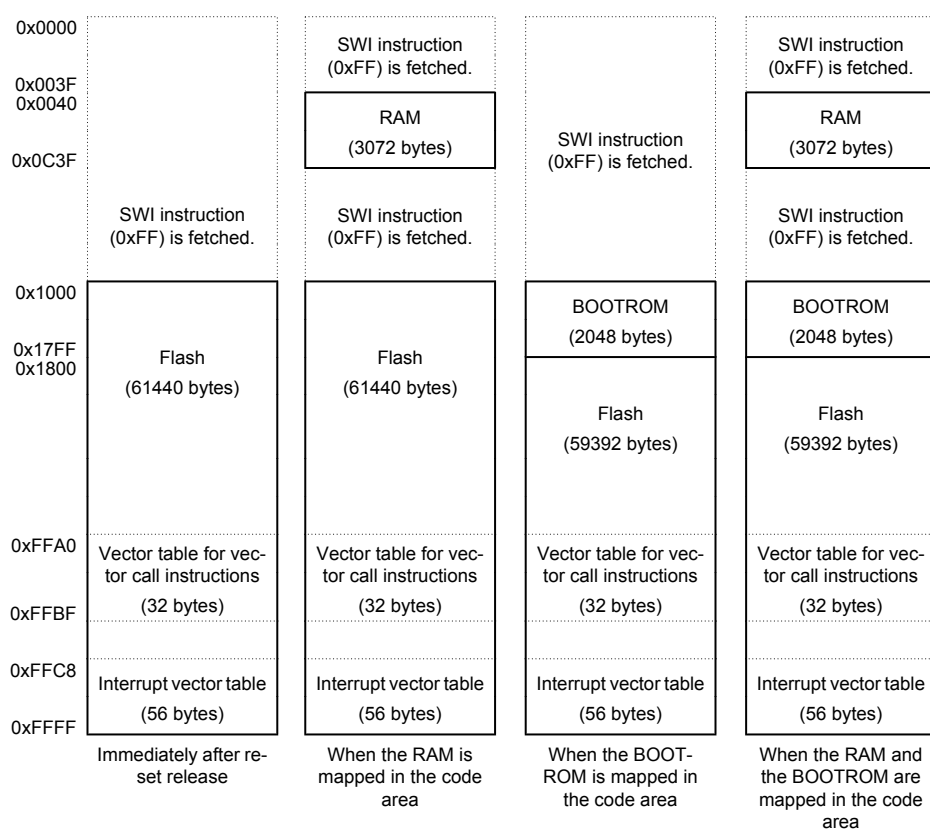 0x0000
0x003F
0x0040
0x0C3F
0x1000
0x17FF
0x1800
0xFFA0
0xFFBF
0xFFC8
0xFFFF
SWI instruction
(0xFF) is fetched.
Flash
(61440 bytes)
Vector table for vec-
tor call instructions
(32 bytes)
Interrupt vector table
(56 bytes)
Immediately after re-
set release
SWI instruction
(0xFF) is fetched.
RAM
(3072 bytes)
SWI instruction
(0xFF) is fetched.
Flash
(61440 bytes)
Vector table for vec-
tor call instructions
(32 bytes)
Interrupt vector table
(56 bytes)
When the RAM is
mapped in the code
area
SWI instruction
(0xFF) is fetched.
BOOTROM
(2048 bytes)
Flash
(59392 bytes)
Vector table for vec-
tor call instructions
(32 bytes)
Interrupt vector table
(56 bytes)
When the BOOT-
ROM is mapped in
the code area
SWI instruction
(0xFF) is fetched.
RAM
(3072 bytes)
SWI instruction
(0xFF) is fetched.
BOOTROM
(2048 bytes)
Flash
(59392 bytes)
Vector table for vec-
tor call instructions
(32 bytes)
Interrupt vector table
(56 bytes)
When the RAM and
the BOOTROM are
mapped in the code
area